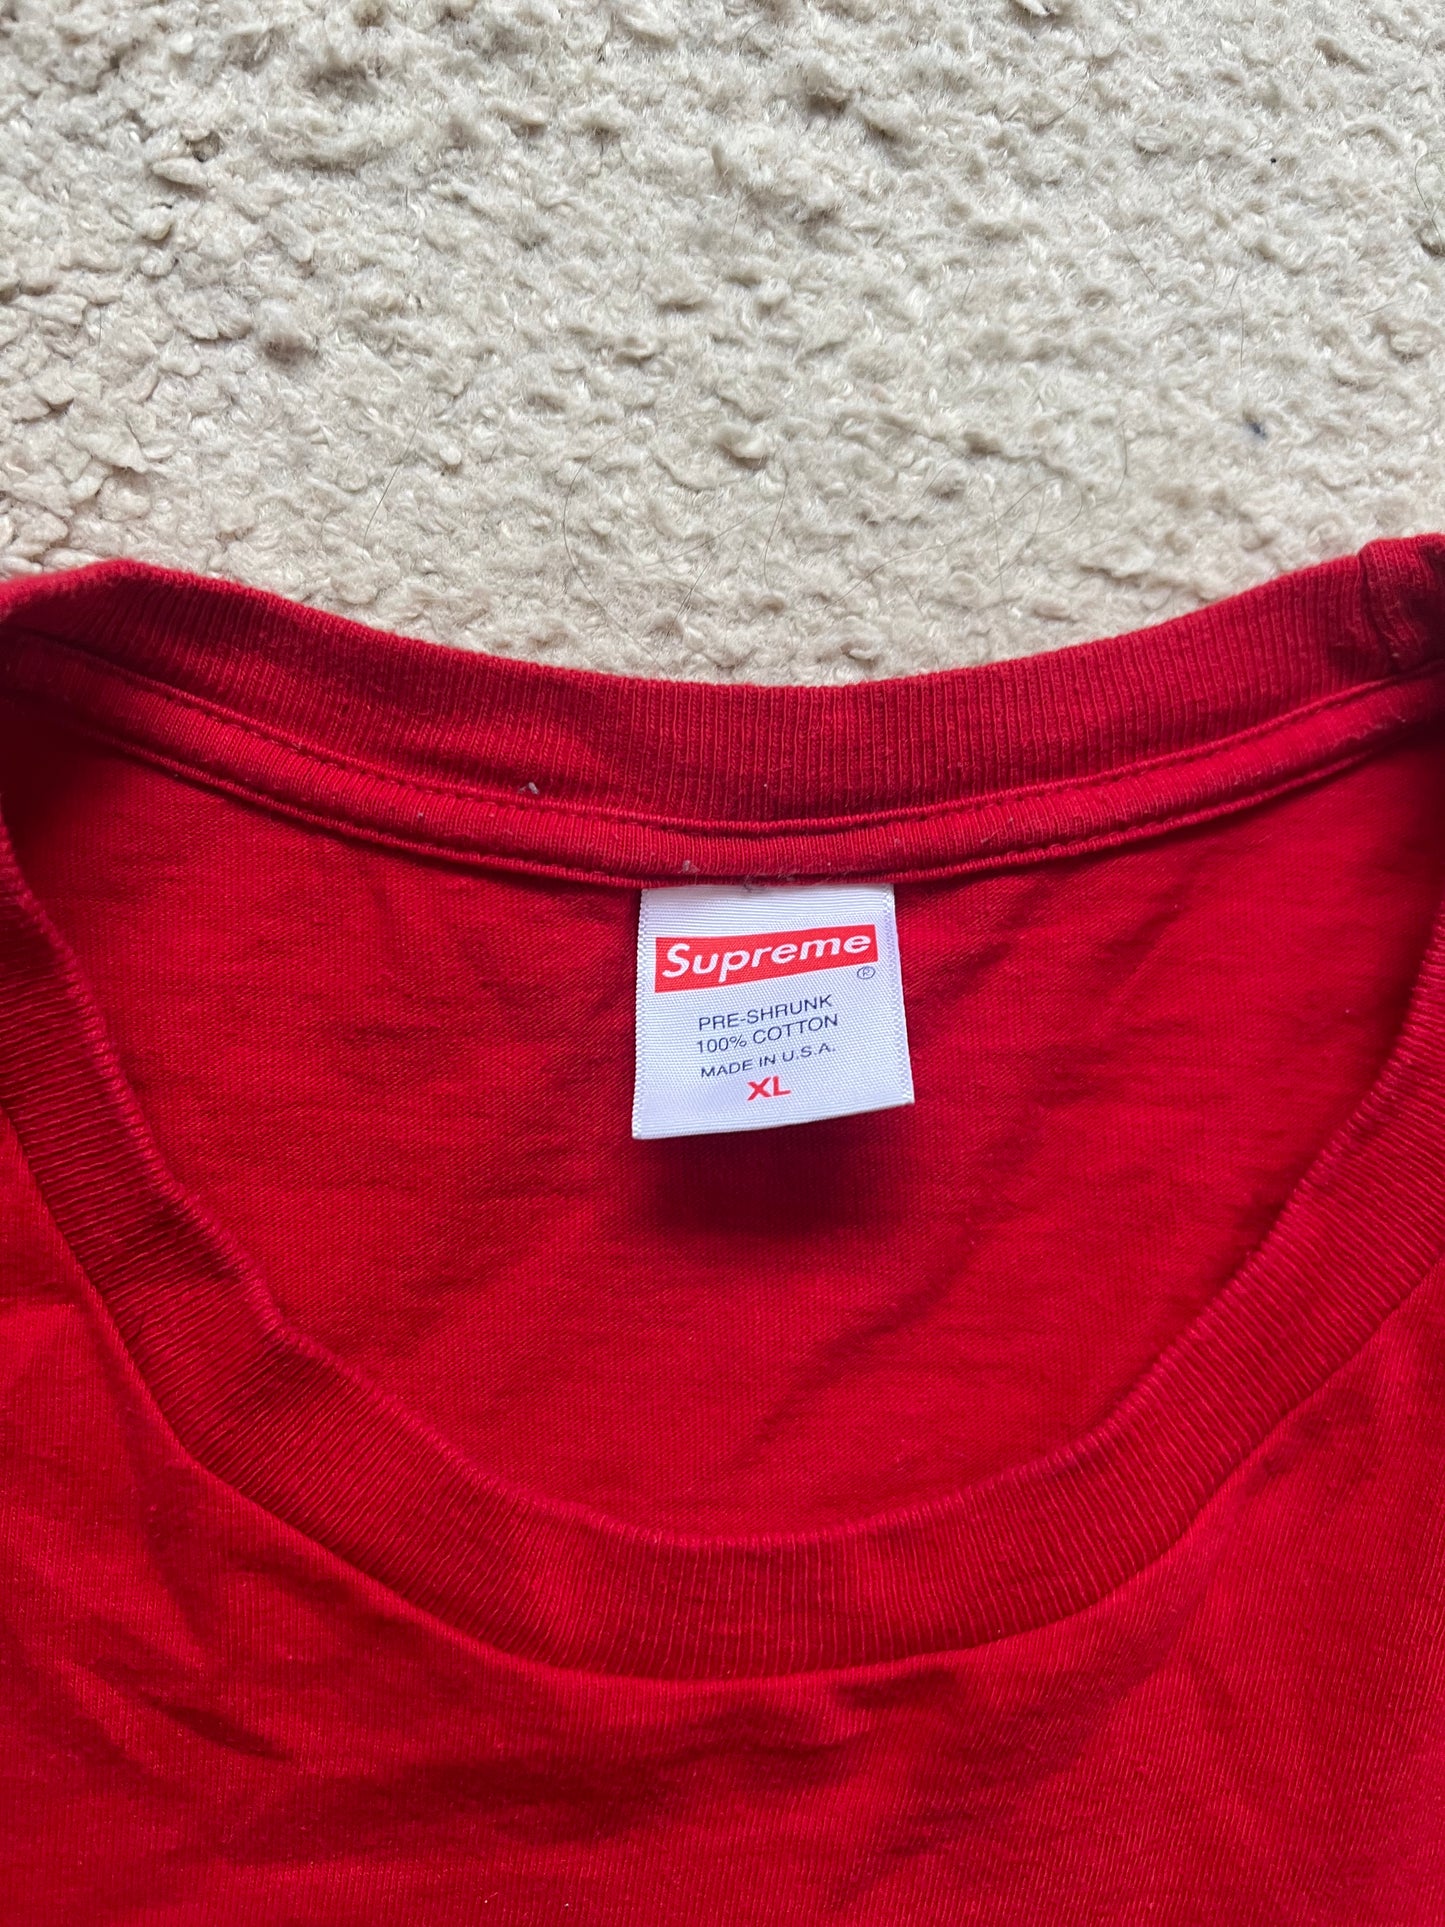 Supreme
®
PRE-SHRUNK
100% COTTON
MADE IN U.S.A.
XL